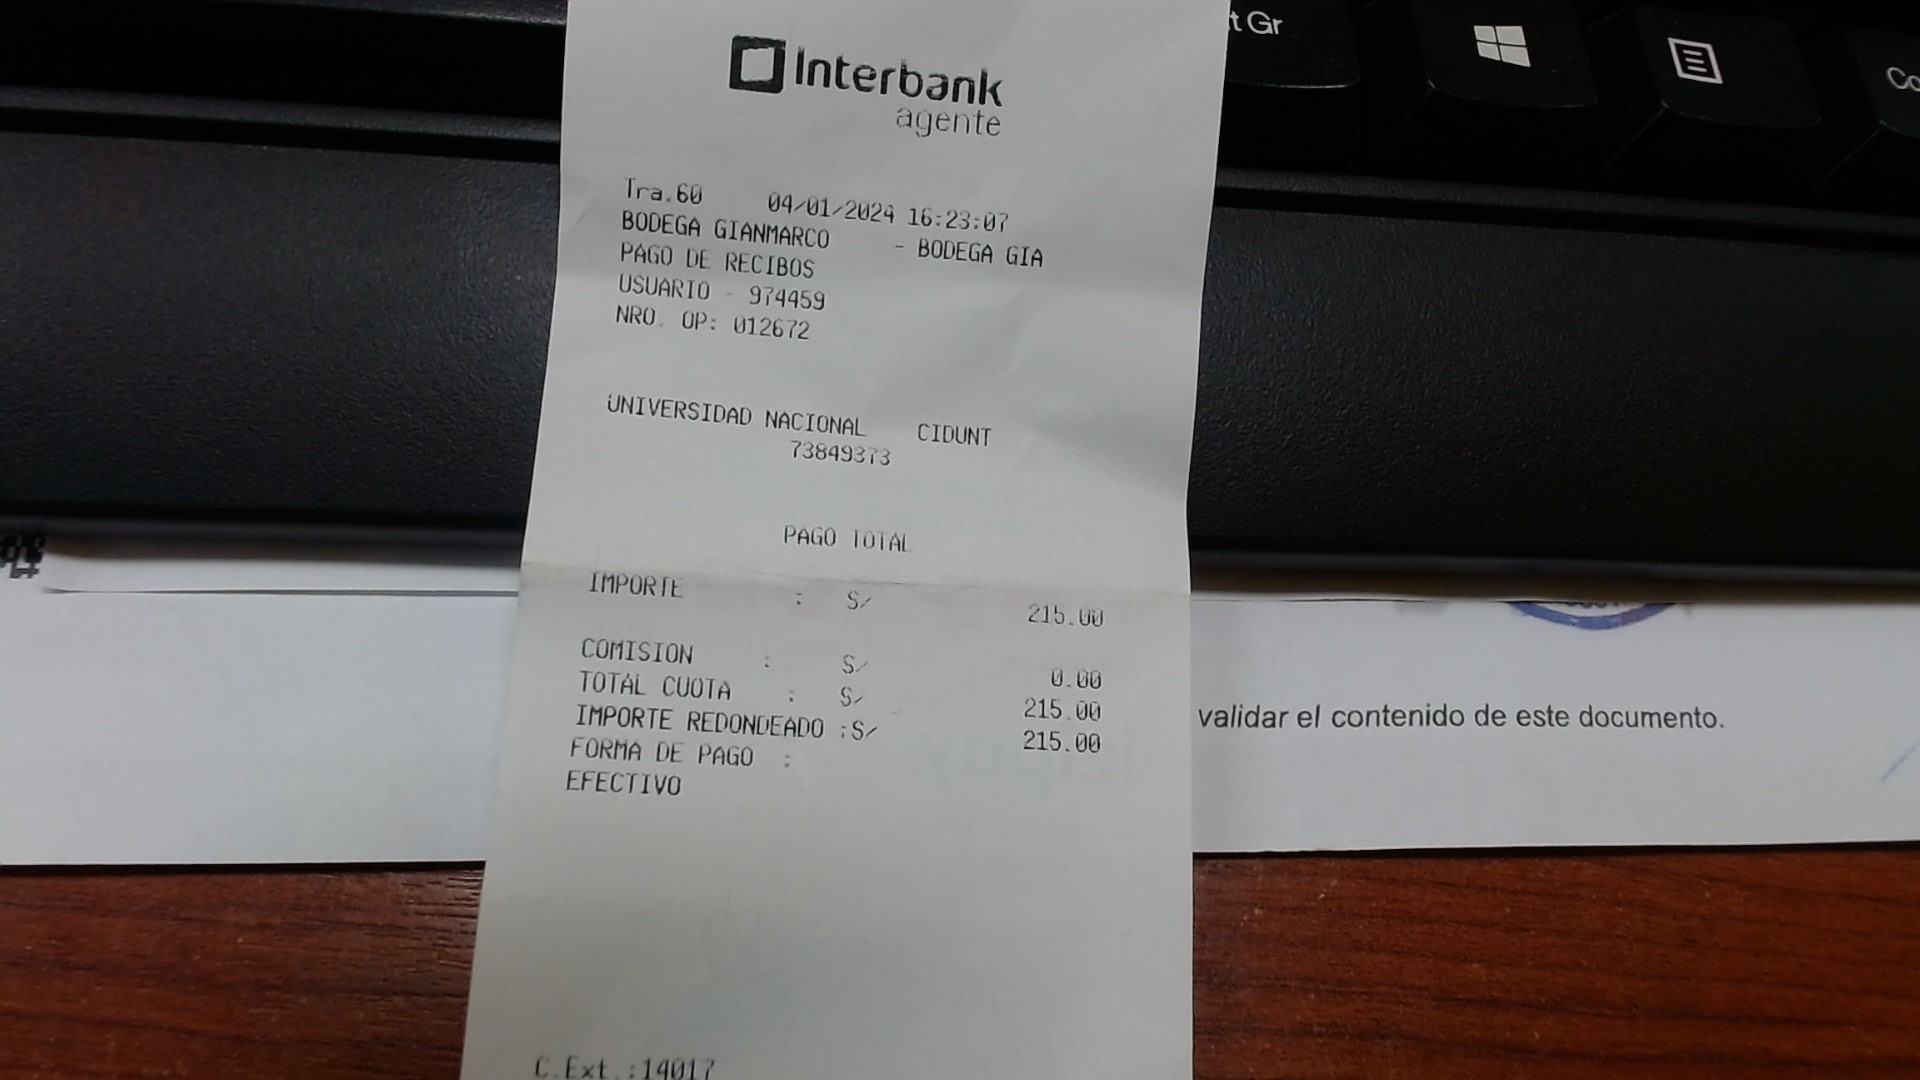 t Gr
Co
Interbank
agente
Tra.60 04/01/2024 16:23:07
BODEGA GIANMARCO - BODEGA GIA
PAGO DE RECIBOS
USUARIO - 974459
NRO. OP: 012672
UNIVERSIDAD NACIONAL CIDUNT
73849373
PAGO TOTAL
IMPORTE : S/ 215.00
COMISION : S/ 0.00
TOTAL CUOTA : S/ 215.00
IMPORTE REDONDEADO :S/ 215.00
FORMA DE PAGO :
EFECTIVO
C.Ext.:14017
validar el contenido de este documento.